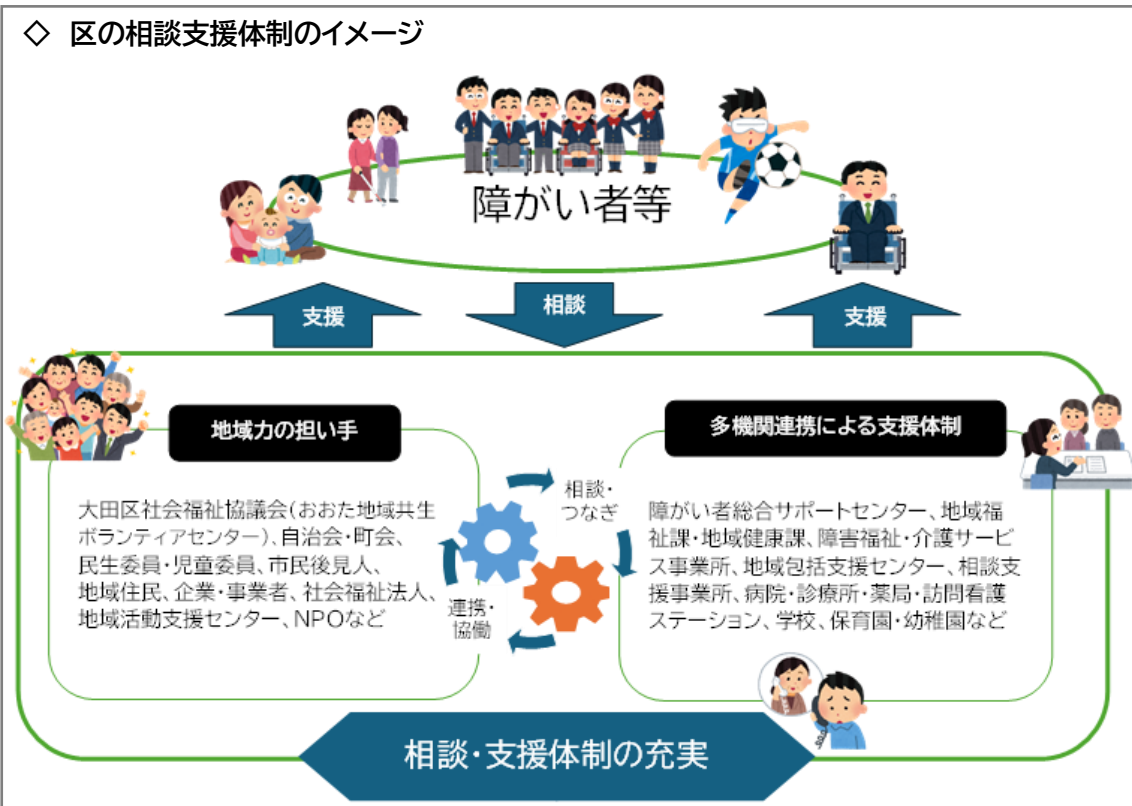 ◇ 区の相談支援体制のイメージ
障がい者等
支援
相談
支援
地域力の担い手
大田区社会福祉協議会(おおた地域共生
ボランティアセンター)、自治会・町会、
民生委員・児童委員、市民後見人、
地域住民、企業・事業者、社会福祉法人、
地域活動支援センター、NPOなど
相談・
つなぎ
連携・
協働
多機関連携による支援体制
障がい者総合サポートセンター、地域福
祉課・地域健康課、障害福祉・介護サービ
ス事業所、地域包括支援センター、相談支
援事業所、病院・診療所・薬局・訪問看護
ステーション、学校、保育園・幼稚園など
相談・支援体制の充実